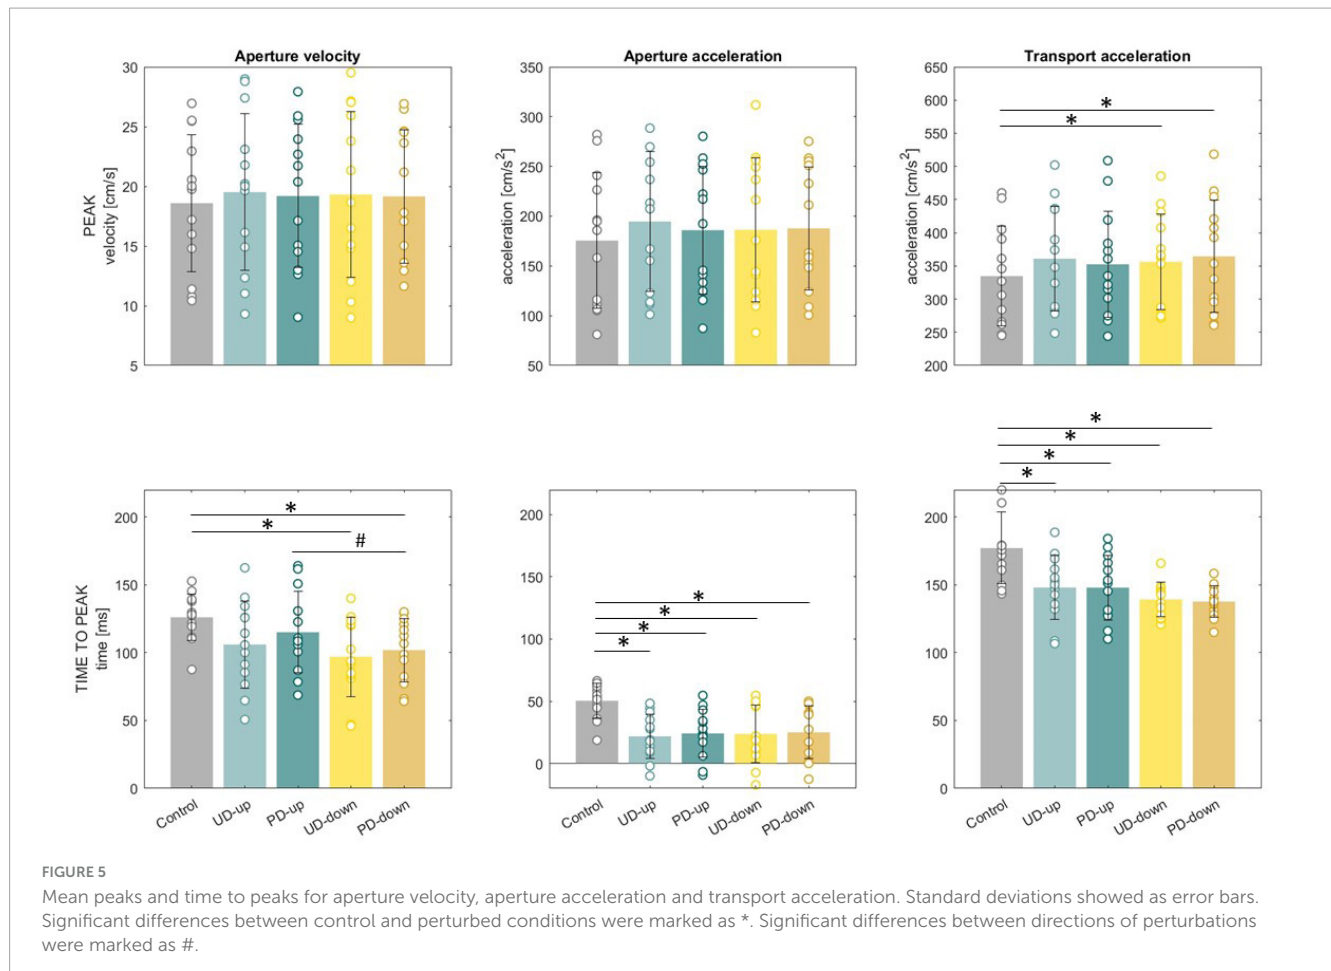 Aperture velocity
Aperture acceleration
Transport acceleration
PEAK
velocity [cm/s]
30
25
20
15
10
5
acceleration [cm/s²]
350
300
250
200
150
100
50
acceleration [cm/s²]
650
600
550
500
450
400
350
300
250
200
*
*
TIME TO PEAK
time [ms]
200
150
100
50
0
*
*
#
Control
UD-up
PD-up
UD-down
PD-down
200
150
100
50
0
*
*
*
*
Control
UD-up
PD-up
UD-down
PD-down
200
150
100
50
0
*
*
*
*
Control
UD-up
PD-up
UD-down
PD-down
FIGURE 5
Mean peaks and time to peaks for aperture velocity, aperture acceleration and transport acceleration. Standard deviations showed as error bars.
Significant differences between control and perturbed conditions were marked as *. Significant differences between directions of perturbations
were marked as #.